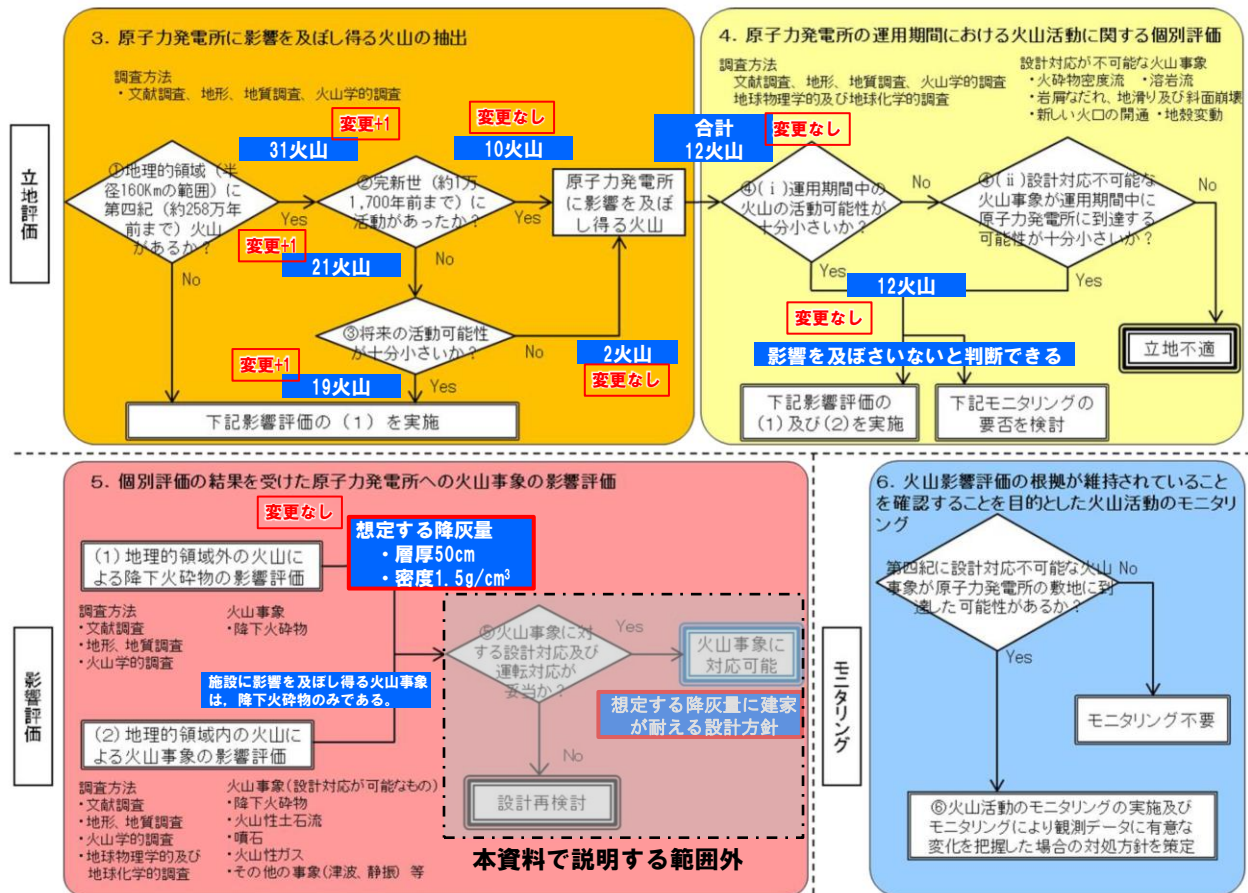 3. 原子力発電所に影響を及ぼし得る火山の抽出
調査方法
・文献調査、地形、地質調査、火山学的調査
立地評価
変更+1
31火山
変更なし
10火山
①地理的領域（半
径160Kmの範囲）に
第四紀（約258万年
前まで）火山
があるか？
Yes
No
②完新世（約1万
1,700年前まで）に
活動があったか？
Yes
No
原子力発電所
に影響を及ぼ
し得る火山
変更+1
21火山
③将来の活動可能性
が十分小さいか？
No
Yes
2火山
変更なし
変更+1
19火山
下記影響評価の（1）を実施
4. 原子力発電所の運用期間における火山活動に関する個別評価
調査方法
文献調査、地形、地質調査、火山学的調査
地球物理学的及び地球化学的調査
設計対応が不可能な火山事象
・火砕物密度流　・溶岩流
・岩屑なだれ、地滑り及び斜面崩壊
・新しい火口の開通　・地殻変動
合計
12火山
変更なし
④(ⅰ)運用期間中の
火山の活動可能性が
十分小さいか？
No
Yes
④(ⅱ)設計対応不可能な
火山事象が運用期間中に
原子力発電所に到達する
可能性が十分小さいか？
No
Yes
12火山
変更なし
影響を及ぼさいないと判断できる
立地不適
下記影響評価の
(1)及び(2)を実施
下記モニタリングの
要否を検討
5. 個別評価の結果を受けた原子力発電所への火山事象の影響評価
影響評価
変更なし
想定する降灰量
・層厚50cm
・密度1.5g/cm³
(1) 地理的領域外の火山に
よる降下火砕物の影響評価
調査方法
・文献調査
・地形、地質調査
・火山学的調査
火山事象
・降下火砕物
施設に影響を及ぼし得る火山事象
は，降下火砕物のみである。
(2) 地理的領域内の火山に
よる火山事象の影響評価
調査方法
・文献調査
・地形、地質調査
・火山学的調査
・地球物理学的及び
地球化学的調査
火山事象(設計対応が可能なもの)
・降下火砕物
・火山性土石流
・噴石
・火山性ガス
・その他の事象(津波、静振) 等
⑤火山事象に対
する設計対応及び
運転対応が
妥当か？
Yes
No
火山事象に
対応可能
想定する降灰量に建家
が耐える設計方針
設計再検討
本資料で説明する範囲外
モニタリング
6. 火山影響評価の根拠が維持されていること
を確認することを目的とした火山活動のモニタ
リング
第四紀に設計対応不可能な火山
事象が原子力発電所の敷地に到
達した可能性があるか？
No
Yes
モニタリング不要
⑥火山活動のモニタリングの実施及び
モニタリングにより観測データに有意な
変化を把握した場合の対処方針を策定